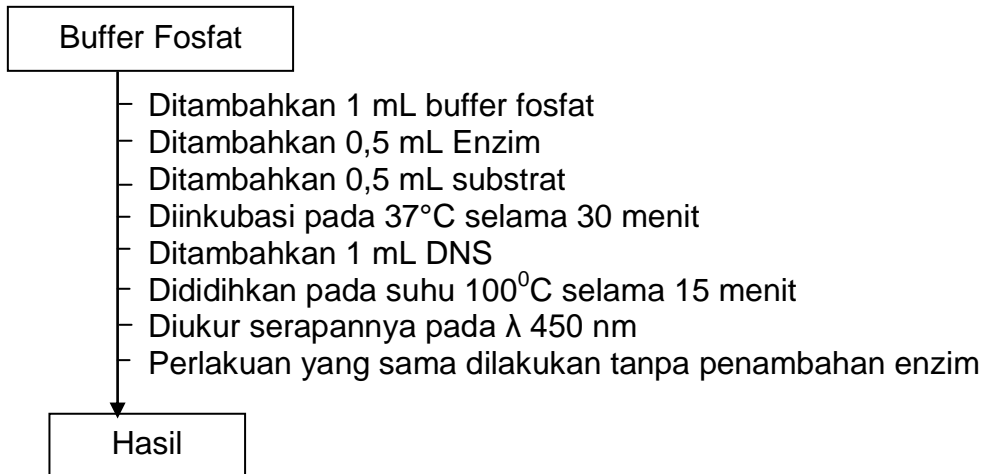 Buffer Fosfat
- Ditambahkan 1 mL buffer fosfat
- Ditambahkan 0,5 mL Enzim
- Ditambahkan 0,5 mL substrat
- Diinkubasi pada 37°C selama 30 menit
- Ditambahkan 1 mL DNS
- Dididihkan pada suhu 100⁰C selama 15 menit
- Diukur serapannya pada λ 450 nm
- Perlakuan yang sama dilakukan tanpa penambahan enzim
Hasil